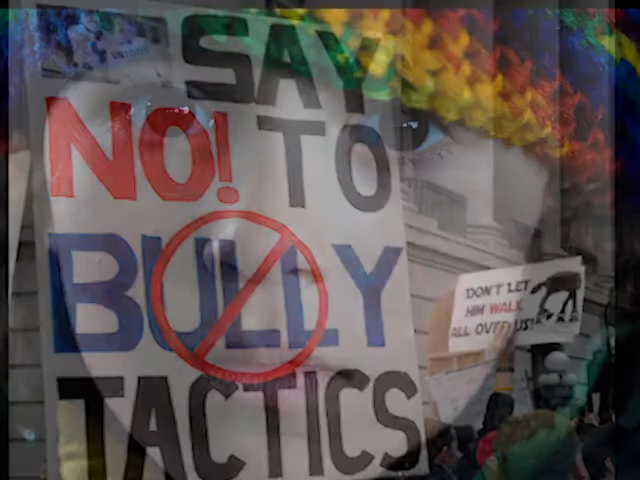 SAY
NO! TO
BULLY
TACTICS
DON'T LET
HIM WALK
ALL OVER US!